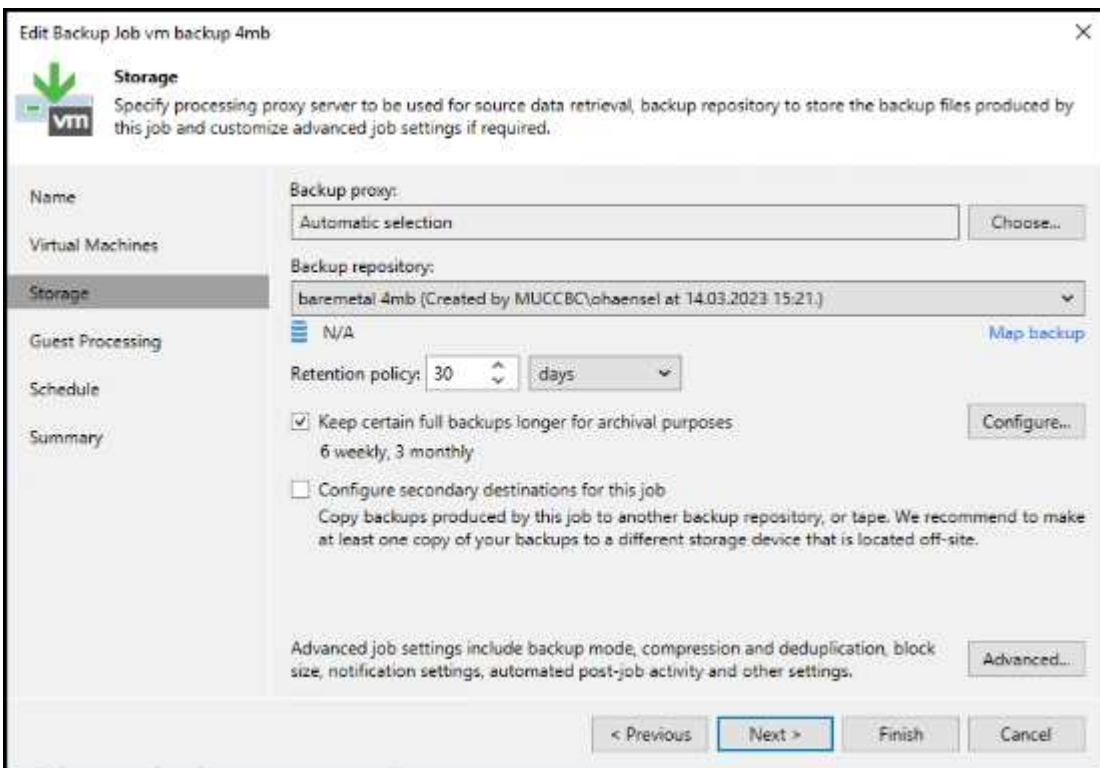 Edit Backup Job vm backup 4mb
Storage
Specify processing proxy server to be used for source data retrieval, backup repository to store the backup files produced by
this job and customize advanced job settings if required.
vm
Name
Virtual Machines
Storage
Guest Processing
Schedule
Summary
Backup proxy:
Automatic selection
Choose...
Backup repository:
baremetal 4mb (Created by MUCCBC\ohaensel at 14.03.2023 15:21.)
N/A
Map backup
Retention policy: 30 days
Keep certain full backups longer for archival purposes
Configure...
6 weekly, 3 monthly
Configure secondary destinations for this job
Copy backups produced by this job to another backup repository, or tape. We recommend to make
at least one copy of your backups to a different storage device that is located off-site.
Advanced job settings include backup mode, compression and deduplication, block
size, notification settings, automated post-job activity and other settings.
Advanced...
< Previous
Next >
Finish
Cancel